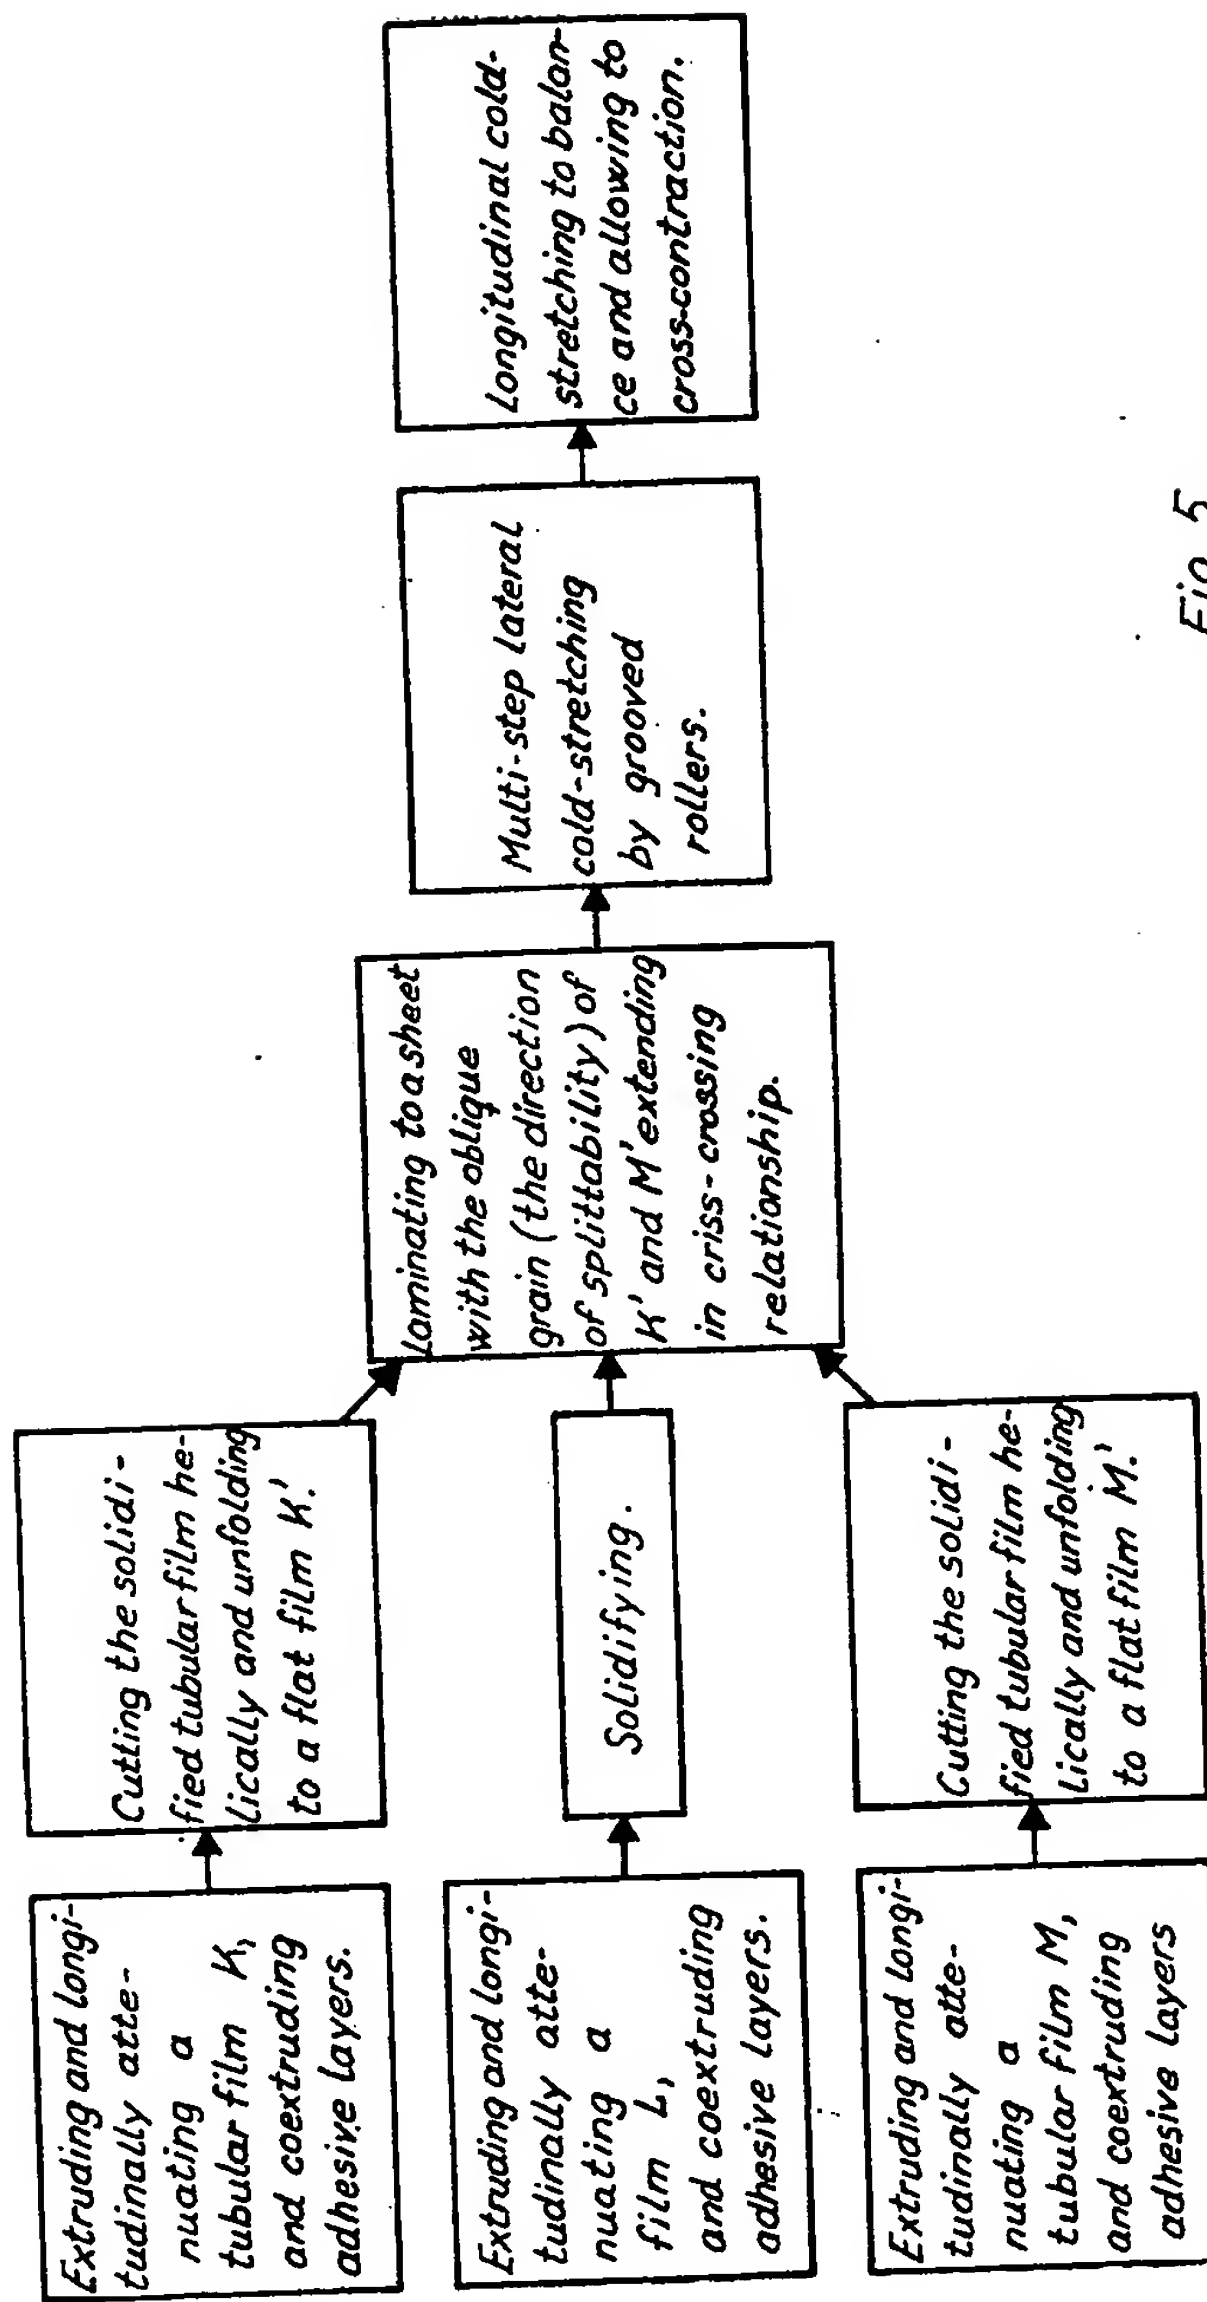 Extruding and longi-
tudinally atte-
nuating a
tubular film K,
and coextruding
adhesive layers.
Cutting the solidi-
fied tubular film he-
lically and unfolding
to a flat film K'.
Extruding and longi-
tudinally atte-
nuating a
film L,
and coextruding
adhesive layers.
Solidifying.
Extruding and longi-
tudinally atte-
nuating a
tubular film M,
and coextruding
adhesive layers
Cutting the solidi-
fied tubular film he-
lically and unfolding
to a flat film M'.
Laminating to a sheet
with the oblique
grain (the direction
of splittability) of
K' and M' extending
in criss-crossing
relationship.
Multi-step lateral
cold-stretching
by grooved
rollers.
Longitudinal cold-
stretching to balan-
ce and allowing to
cross-contraction.
Fig. 5